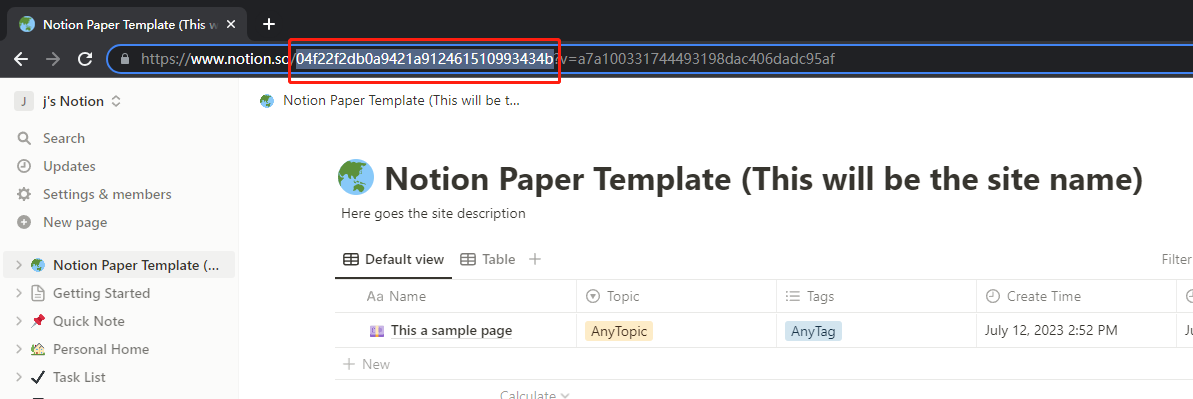 Notion Paper Template (This w
https://www.notion.so/04f22f2db0a9421a912461510993434b?v=a7a100331744493198dac406dadc95af
J j's Notion
Notion Paper Template (This will be t...
Search
Updates
Settings & members
New page
Notion Paper Template (...
Getting Started
Quick Note
Personal Home
Task List
Notion Paper Template (This will be the site name)
Here goes the site description
Default view Table
Filter
Aa Name Topic Tags Create Time
This a sample page AnyTopic AnyTag July 12, 2023 2:52 PM Ju
New
Calculate